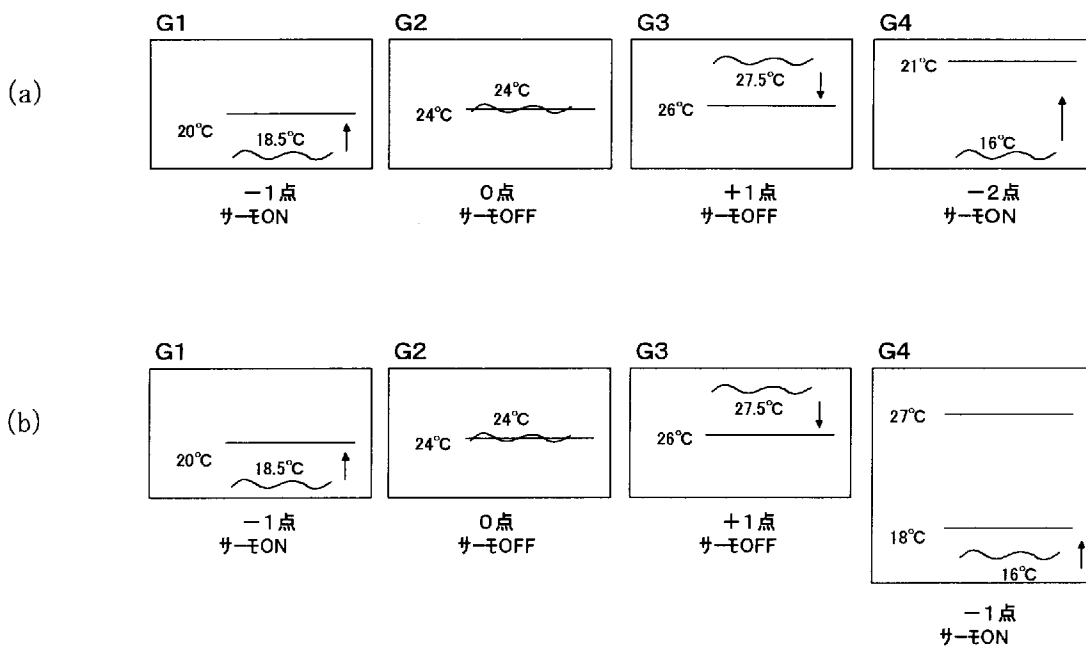 (a)
G1
20°C
18.5°C
－1点
サーモON
G2
24°C
24°C
0点
サーモOFF
G3
27.5°C
26°C
＋1点
サーモOFF
G4
21°C
16°C
－2点
サーモON
(b)
G1
20°C
18.5°C
－1点
サーモON
G2
24°C
24°C
0点
サーモOFF
G3
27.5°C
26°C
＋1点
サーモOFF
G4
27°C
18°C
16°C
－1点
サーモON